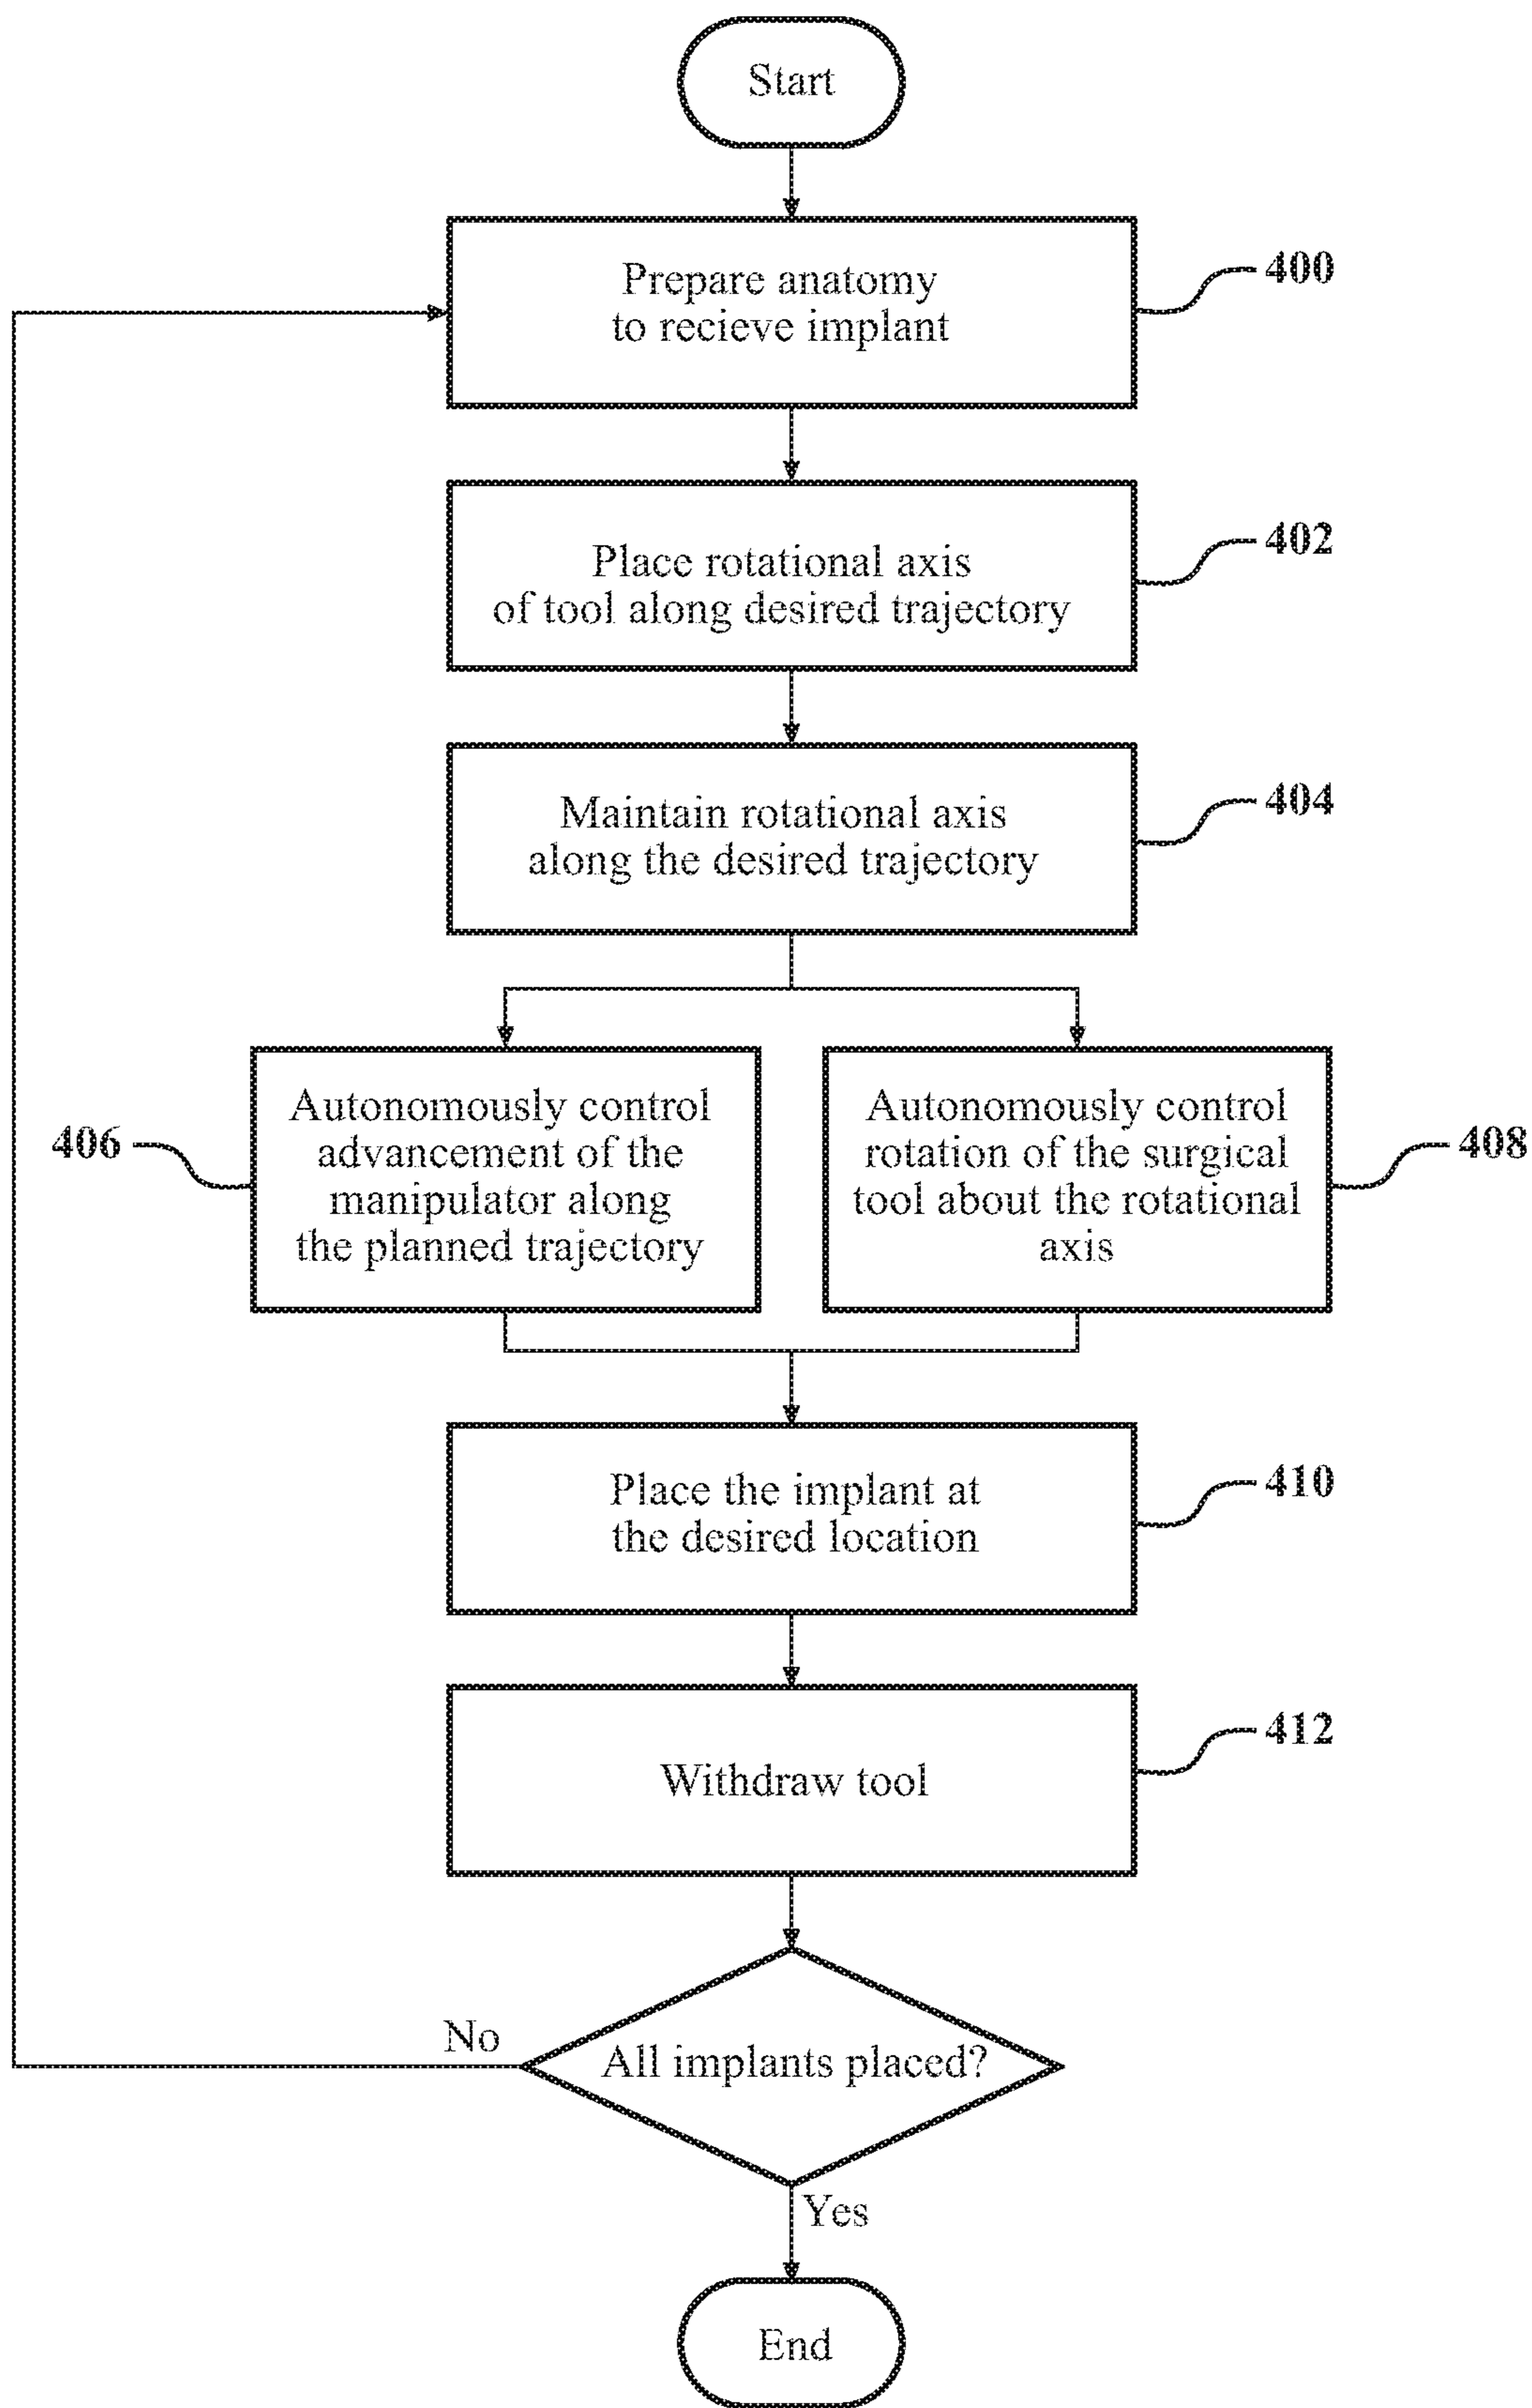 Start
Prepare anatomy
to recieve implant
400
Place rotational axis
of tool along desired trajectory
402
Maintain rotational axis
along the desired trajectory
404
Autonomously control
advancement of the
manipulator along
the planned trajectory
406
Autonomously control
rotation of the surgical
tool about the rotational
axis
408
Place the implant at
the desired location
410
Withdraw tool
412
All implants placed?
No
Yes
End